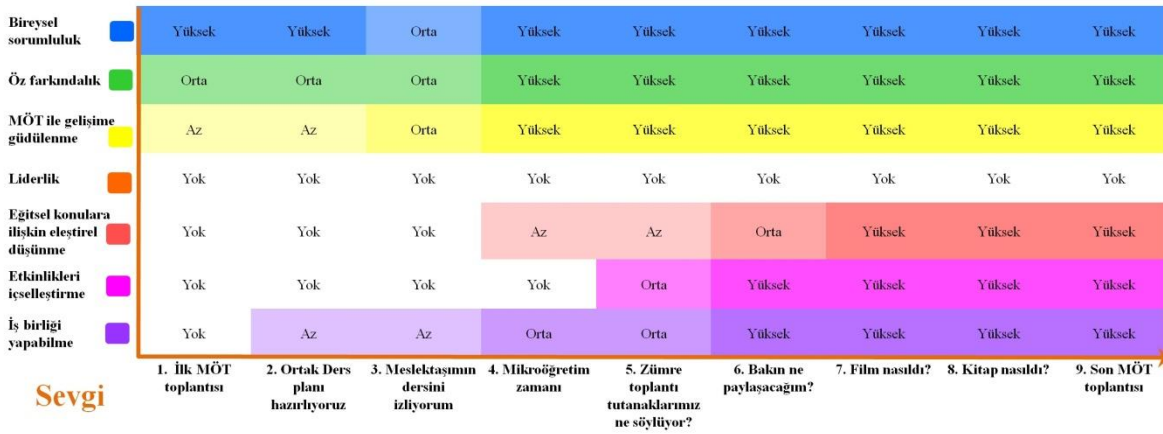 Bireysel
sorumluluk
Yüksek Yüksek Orta Yüksek Yüksek Yüksek Yüksek Yüksek Yüksek
Öz farkındalık
Orta Orta Orta Yüksek Yüksek Yüksek Yüksek Yüksek Yüksek
MÖT ile gelişime
güdülenme
Az Az Orta Yüksek Yüksek Yüksek Yüksek Yüksek Yüksek
Liderlik
Yok Yok Yok Yok Yok Yok Yok Yok Yok
Eğitsel konulara
ilişkin eleştirel
düşünme
Yok Yok Yok Az Az Orta Yüksek Yüksek Yüksek
Etkinlikleri
içselleştirme
Yok Yok Yok Yok Orta Yüksek Yüksek Yüksek Yüksek
İş birliği
yapabilme
Yok Az Az Orta Orta Yüksek Yüksek Yüksek Yüksek
1. İlk MÖT
toplantısı
2. Ortak Ders
planı
hazırlıyoruz
3. Meslektaşımın
dersini
izliyorum
4. Mikroöğretim
zamanı
5. Zümre
toplantı
tutanaklarımız
ne söylüyor?
6. Bakın ne
paylaşacağım?
7. Film nasıldı?
8. Kitap nasıldı?
9. Son MÖT
toplantısı
Sevgi